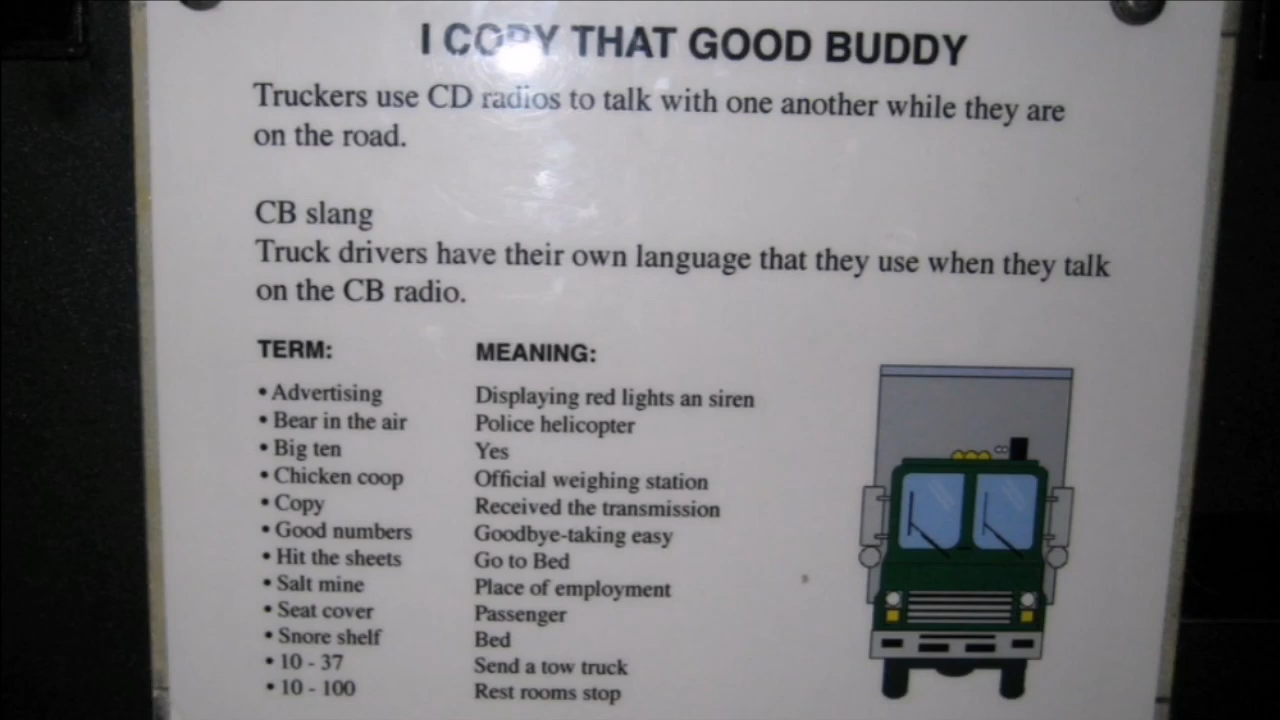 I COPY THAT GOOD BUDDY
Truckers use CD radios to talk with one another while they are
on the road.
CB slang
Truck drivers have their own language that they use when they talk
on the CB radio.
TERM: MEANING:
• Advertising Displaying red lights an siren
• Bear in the air Police helicopter
• Big ten Yes
• Chicken coop Official weighing station
• Copy Received the transmission
• Good numbers Goodbye-taking easy
• Hit the sheets Go to Bed
• Salt mine Place of employment
• Seat cover Passenger
• Snore shelf Bed
• 10 - 37 Send a tow truck
• 10 - 100 Rest rooms stop